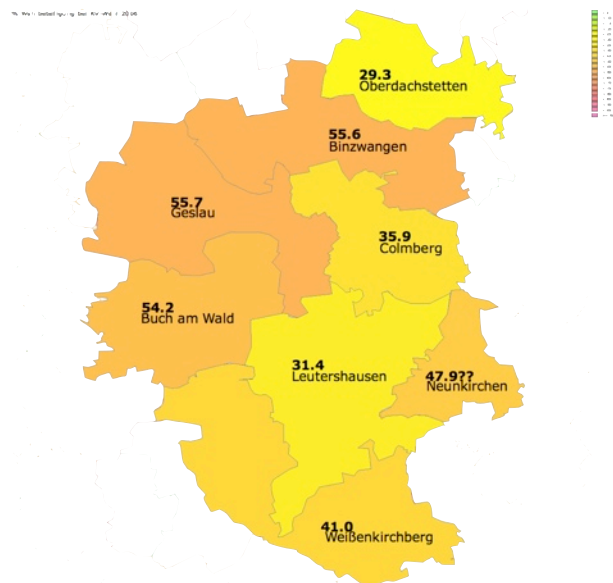 29.3
Oberdachstetten
55.6
Binzwangen
55.7
Geslau
35.9
Colmberg
54.2
Buch am Wald
31.4
Leutershausen
47.9??
Neunkirchen
41.0
Weißenkirchberg